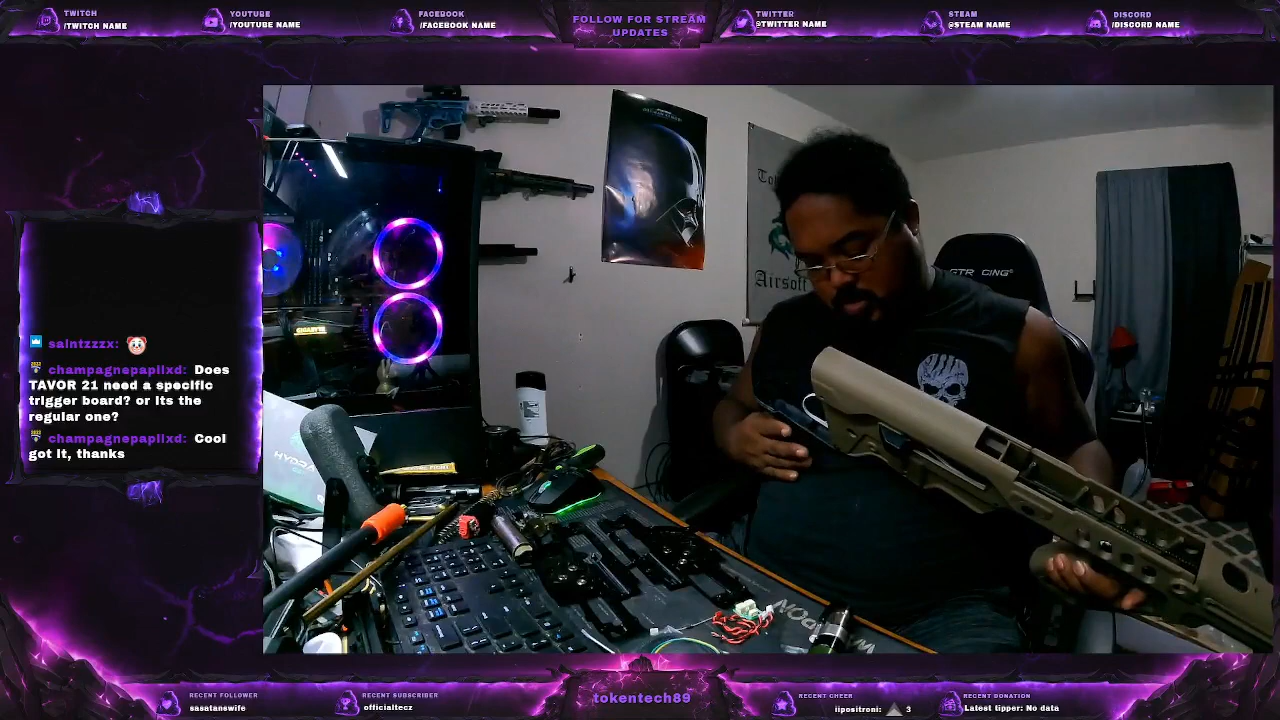 TWITCH
/TWITCH NAME
YOUTUBE
/YOUTUBE NAME
FACEBOOK
/FACEBOOK NAME
FOLLOW FOR STREAM
UPDATES
TWITTER
@TWITTER NAME
STEAM
@STEAM NAME
DISCORD
/DISCORD NAME
saintzzzx:
champagnepapiixd: Does
TAVOR 21 need a specific
trigger board? or its the
regular one?
champagnepapiixd: Cool
got it, thanks
Airsoft
GTRACING
RECENT FOLLOWER
sasatanswife
RECENT SUBSCRIBER
officialtecz
tokentech89
RECENT CHEER
iipositroni: 3
RECENT DONATION
Latest tipper: No data